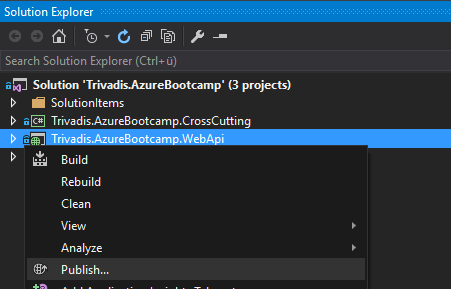 Solution Explorer
Search Solution Explorer (Ctrl+ü)
Solution 'Trivadis.AzureBootcamp' (3 projects)
SolutionItems
C# Trivadis.AzureBootcamp.CrossCutting
Trivadis.AzureBootcamp.WebApi
Build
Rebuild
Clean
View
Analyze
Publish...